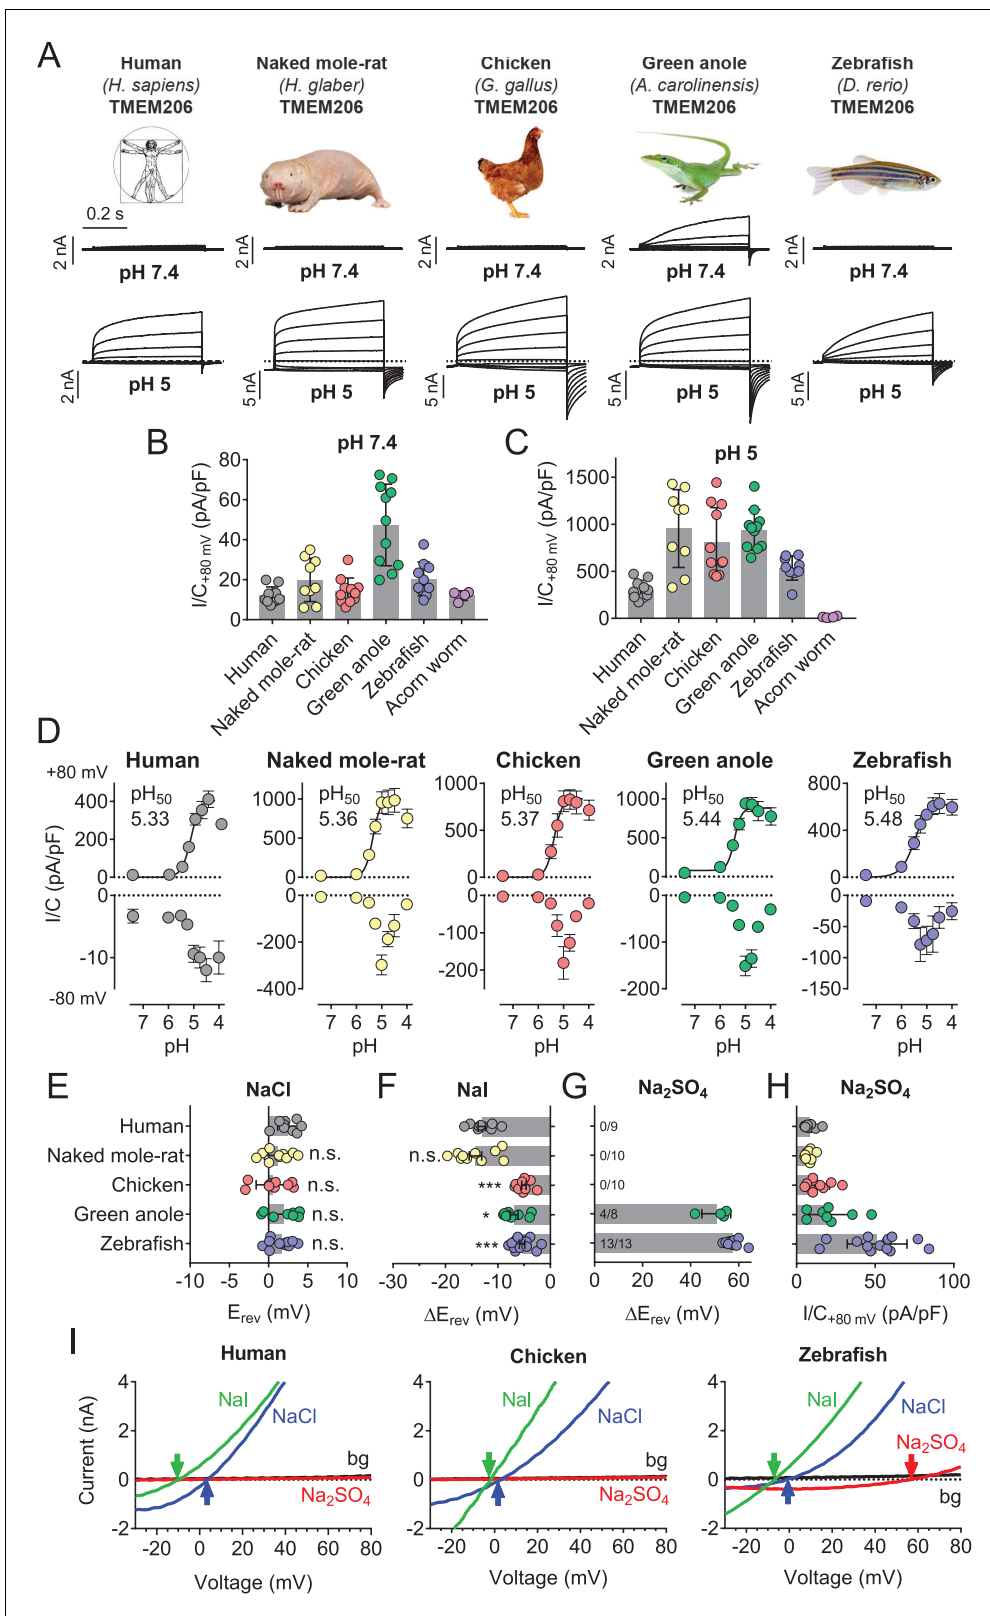 A
Human
(H. sapiens)
TMEM206
Naked mole-rat
(H. glaber)
TMEM206
Chicken
(G. gallus)
TMEM206
Green anole
(A. carolinensis)
TMEM206
Zebrafish
(D. rerio)
TMEM206
0.2 s
2 nA
pH 7.4
2 nA
pH 7.4
2 nA
pH 7.4
2 nA
pH 7.4
2 nA
pH 7.4
2 nA
pH 5
5 nA
pH 5
5 nA
pH 5
5 nA
pH 5
5 nA
pH 5
B
pH 7.4
I/C+80 mV (pA/pF)
80
60
40
20
0
Human
Naked mole-rat
Chicken
Green anole
Zebrafish
Acorn worm
C
pH 5
I/C+80 mV (pA/pF)
1500
1000
500
0
Human
Naked mole-rat
Chicken
Green anole
Zebrafish
Acorn worm
D
+80 mV
I/C (pA/pF)
-80 mV
Human
pH50
5.33
400
200
0
0
-10
7 6 5 4
pH
Naked mole-rat
pH50
5.36
1000
500
0
0
-200
-400
7 6 5 4
pH
Chicken
pH50
5.37
1000
500
0
0
-100
-200
7 6 5 4
pH
Green anole
pH50
5.44
1000
500
0
0
-100
-200
7 6 5 4
pH
Zebrafish
pH50
5.48
800
400
0
0
-50
-100
-150
7 6 5 4
pH
E
NaCl
Human
Naked mole-rat n.s.
Chicken n.s.
Green anole n.s.
Zebrafish n.s.
-10 0 10
Erev (mV)
F
NaI
n.s.
***
*
***
-30 -20 -10 0
ΔErev (mV)
G
Na2SO4
0/9
0/10
0/10
4/8
13/13
0 20 40 60
ΔErev (mV)
H
Na2SO4
0 50 100
I/C+80 mV (pA/pF)
I
Human
Current (nA)
4
2
0
-2
NaI
NaCl
bg
Na2SO4
-20 0 20 40 60 80
Voltage (mV)
Chicken
4
2
0
-2
NaI
NaCl
bg
Na2SO4
-20 0 20 40 60 80
Voltage (mV)
Zebrafish
4
2
0
-2
NaI
NaCl
Na2SO4
bg
-20 0 20 40 60 80
Voltage (mV)